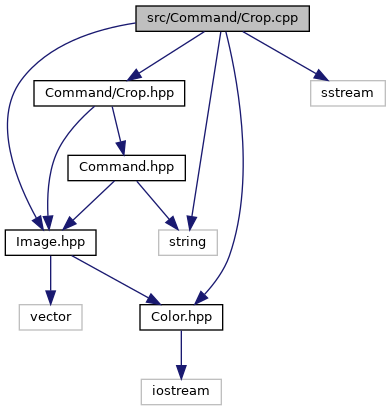 src/Command/Crop.cpp
Command/Crop.hpp
sstream
Command.hpp
Image.hpp
string
vector
Color.hpp
iostream